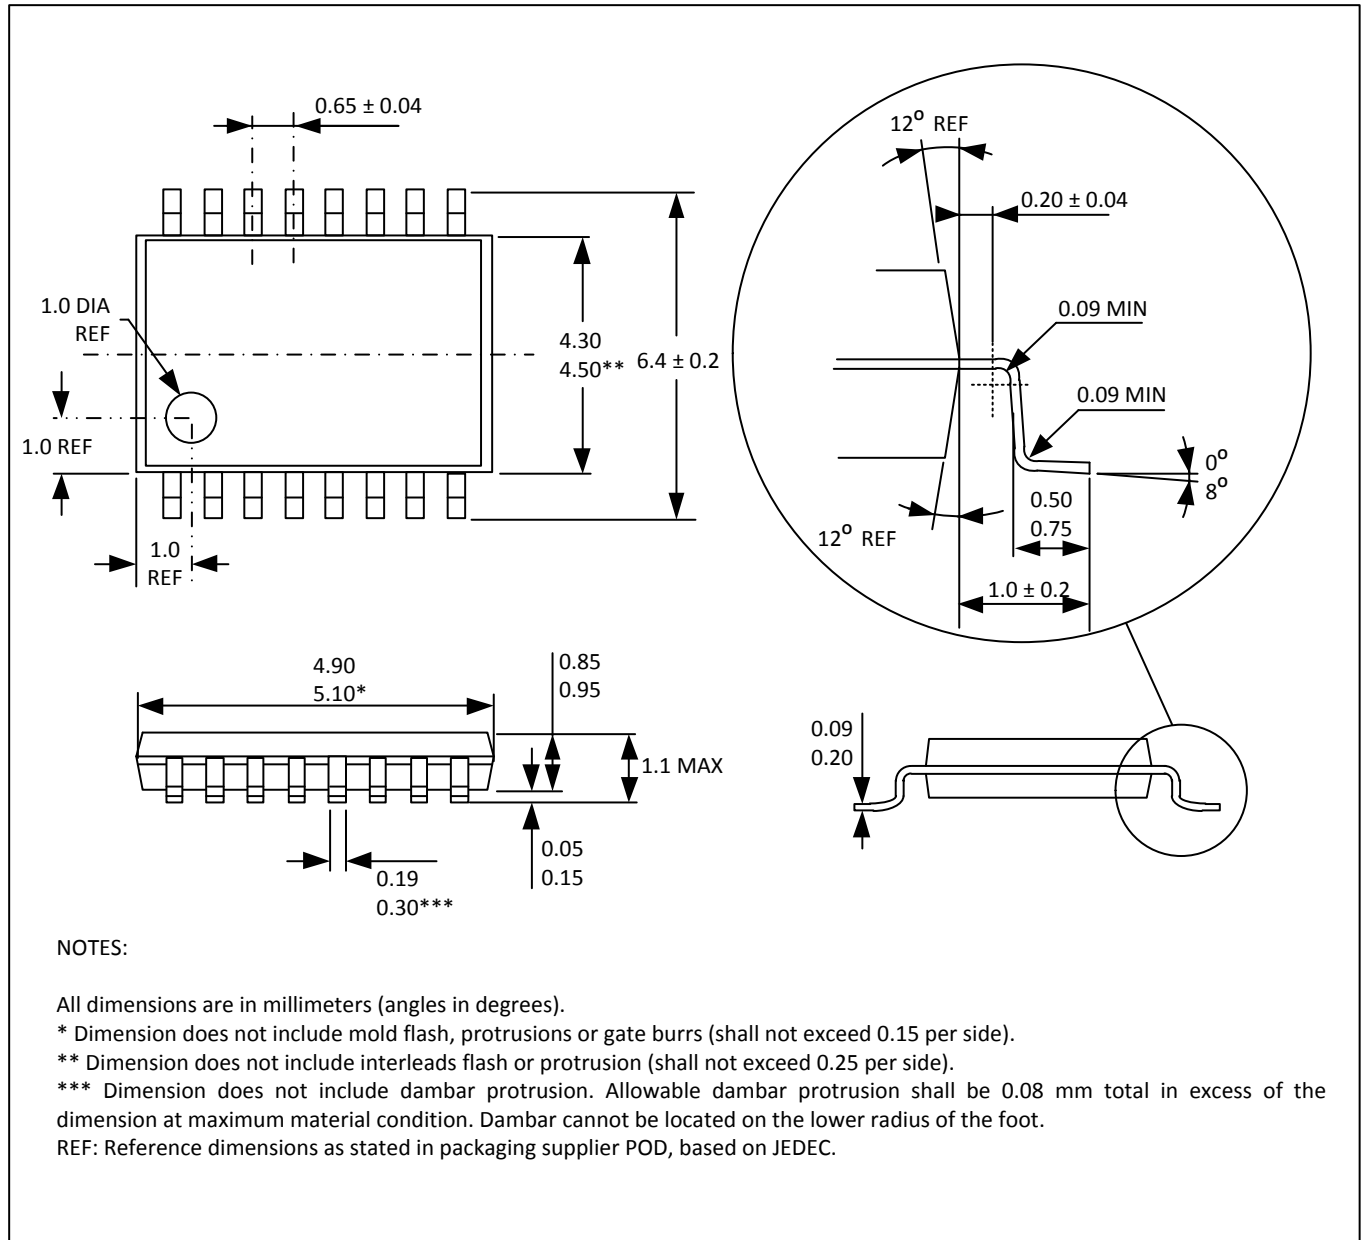 0.65 ± 0.04
12° REF
0.20 ± 0.04
1.0 DIA
REF
0.09 MIN
4.30
4.50**
6.4 ± 0.2
0.09 MIN
1.0 REF
0°
8°
0.50
0.75
12° REF
1.0
REF
1.0 ± 0.2
4.90
5.10*
0.85
0.95
1.1 MAX
0.09
0.20
0.05
0.15
0.19
0.30***
NOTES:
All dimensions are in millimeters (angles in degrees).
* Dimension does not include mold flash, protrusions or gate burrs (shall not exceed 0.15 per side).
** Dimension does not include interleads flash or protrusion (shall not exceed 0.25 per side).
*** Dimension does not include dambar protrusion. Allowable dambar protrusion shall be 0.08 mm total in excess of the
dimension at maximum material condition. Dambar cannot be located on the lower radius of the foot.
REF: Reference dimensions as stated in packaging supplier POD, based on JEDEC.